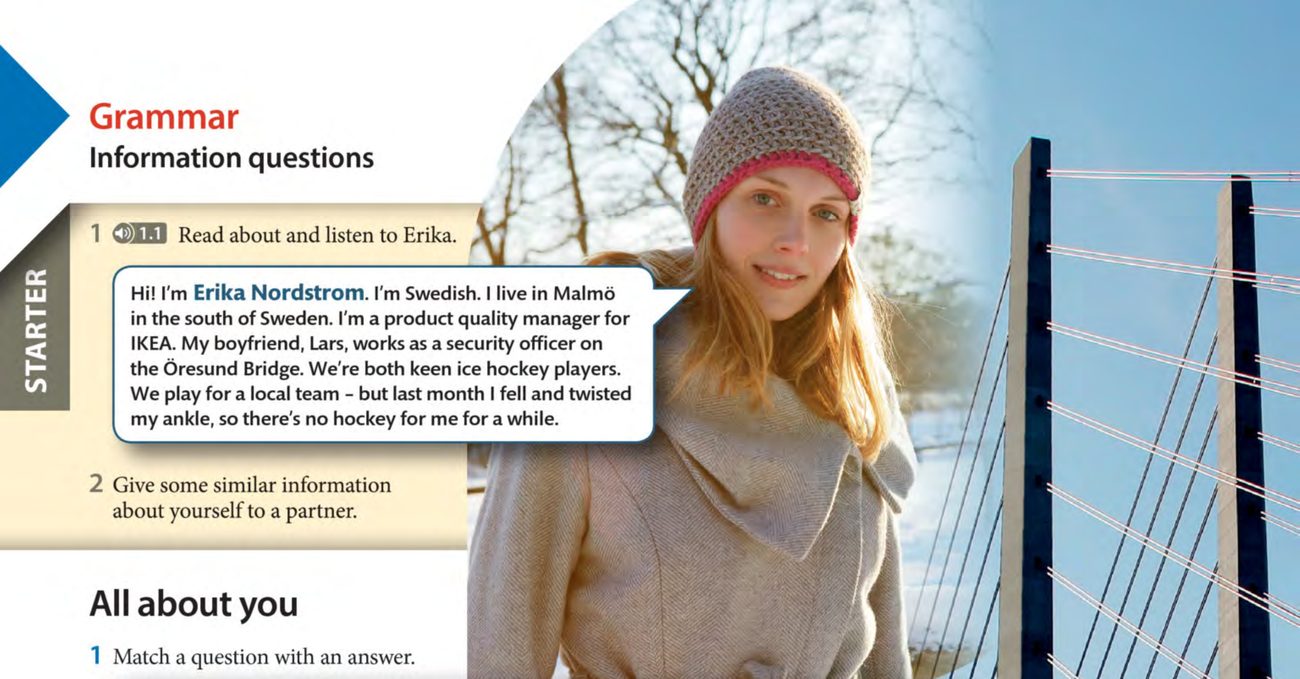 Grammar
Information questions
STARTER
1 1.1 Read about and listen to Erika.
Hi! I'm Erika Nordstrom. I'm Swedish. I live in Malmö
in the south of Sweden. I'm a product quality manager for
IKEA. My boyfriend, Lars, works as a security officer on
the Öresund Bridge. We're both keen ice hockey players.
We play for a local team – but last month I fell and twisted
my ankle, so there's no hockey for me for a while.
2 Give some similar information
about yourself to a partner.
All about you
1 Match a question with an answer.